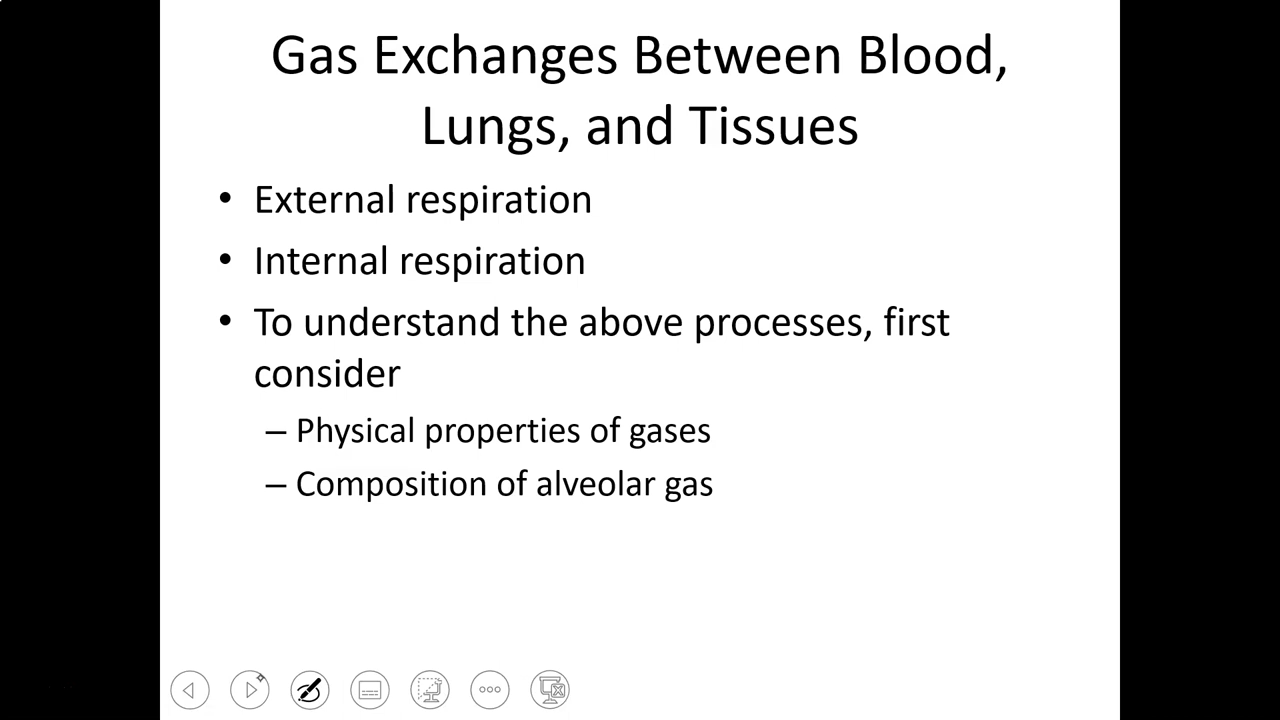 Gas Exchanges Between Blood,
Lungs, and Tissues
• External respiration
• Internal respiration
• To understand the above processes, first
consider
– Physical properties of gases
– Composition of alveolar gas